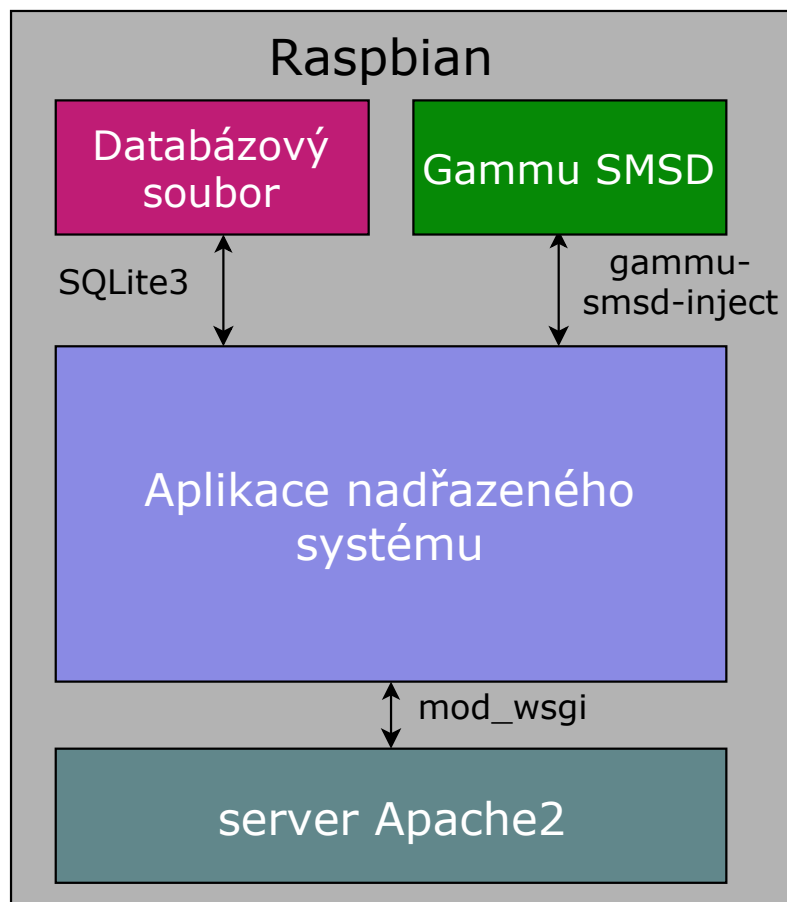 Raspbian
Databázový
soubor
Gammu SMSD
SQLite3
gammu-
smsd-inject
Aplikace nadřazeného
systému
mod_wsgi
server Apache2